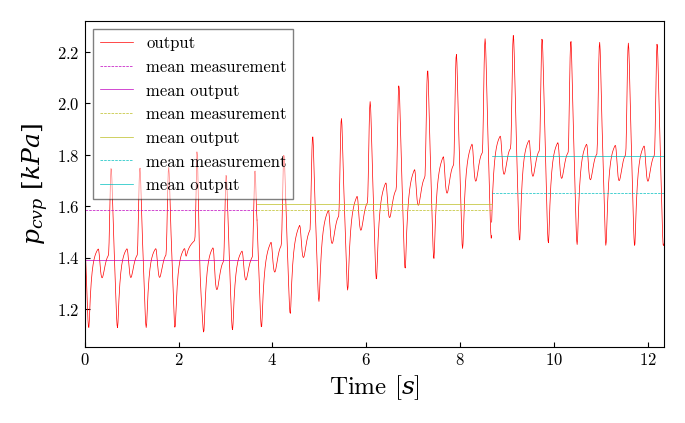 output
mean measurement
mean output
mean measurement
mean output
mean measurement
mean output
2.2
2.0
1.8
1.6
1.4
1.2
p_cvp [kPa]
0 2 4 6 8 10 12
Time [s]